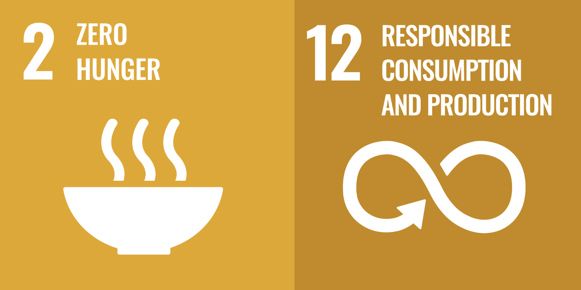 2 ZERO
HUNGER
12 RESPONSIBLE
CONSUMPTION
AND PRODUCTION